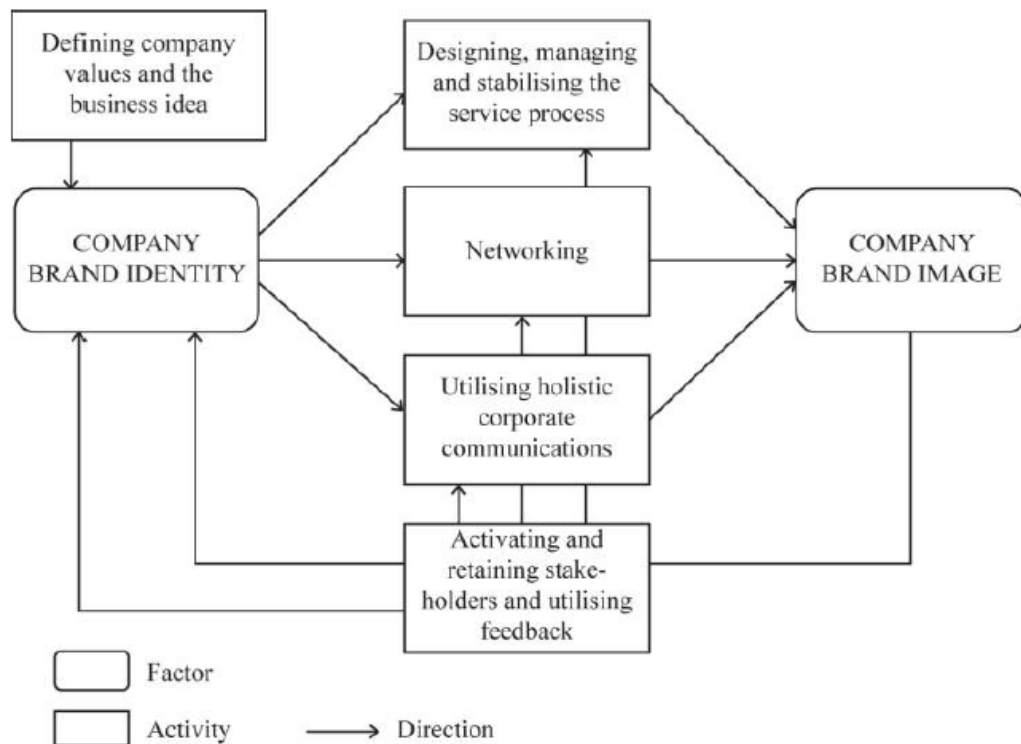 Defining company
values and the
business idea
Designing, managing
and stabilising the
service process
COMPANY
BRAND IDENTITY
Networking
COMPANY
BRAND IMAGE
Utilising holistic
corporate
communications
Activating and
retaining stake-
holders and utilising
feedback
Factor
Activity
Direction